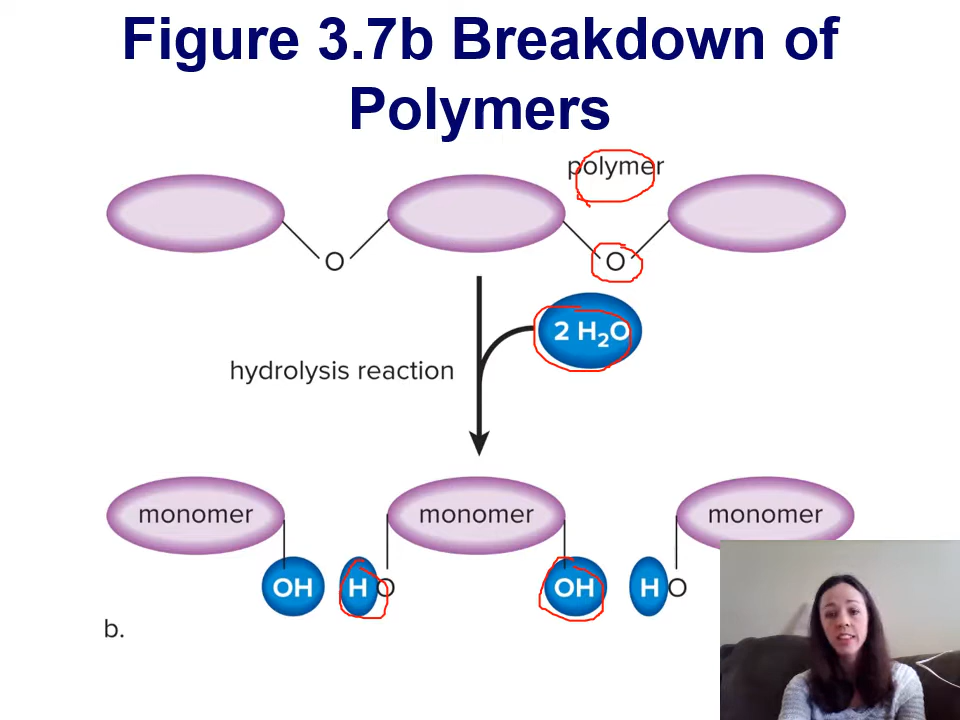 Figure 3.7b Breakdown of
Polymers
polymer
O
O
2 H₂O
hydrolysis reaction
monomer
monomer
monomer
OH
H O
OH
H O
b.